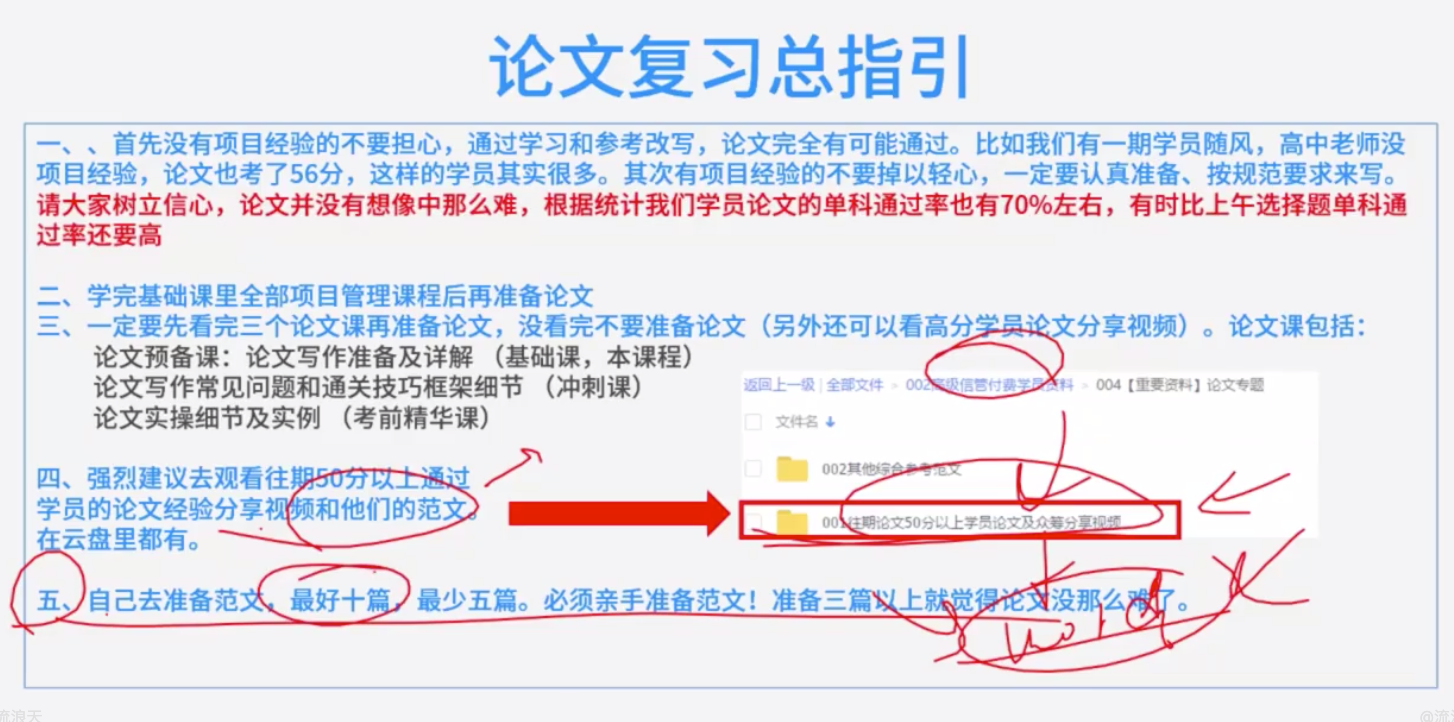 论文复习总指引
一、、首先没有项目经验的不要担心，通过学习和参考改写，论文完全有可能通过。比如我们有一期学员随风，高中老师没
项目经验，论文也考了56分，这样的学员其实很多。其次有项目经验的不要掉以轻心，一定要认真准备、按规范要求来写。
请大家树立信心，论文并没有想像中那么难，根据统计我们学员论文的单科通过率也有70%左右，有时比上午选择题单科通
过率还要高
二、学完基础课里全部项目管理课程后再准备论文
三、一定要先看完三个论文课再准备论文，没看完不要准备论文（另外还可以看高分学员论文分享视频）。论文课包括：
论文预备课：论文写作准备及详解 （基础课，本课程）
论文写作常见问题和通关技巧框架细节 （冲刺课）
论文实操细节及实例 （考前精华课）
返回上一级 | 全部文件 > 002高级信管付费学员资料 > 004【重要资料】论文专题
文件名
002其他综合参考范文
001往期论文50分以上学员论文及众筹分享视频
四、强烈建议去观看往期50分以上通过
学员的论文经验分享视频和他们的范文。
在云盘里都有。
五、自己去准备范文，最好十篇，最少五篇。必须亲手准备范文！准备三篇以上就觉得论文没那么难了。
word
流浪天